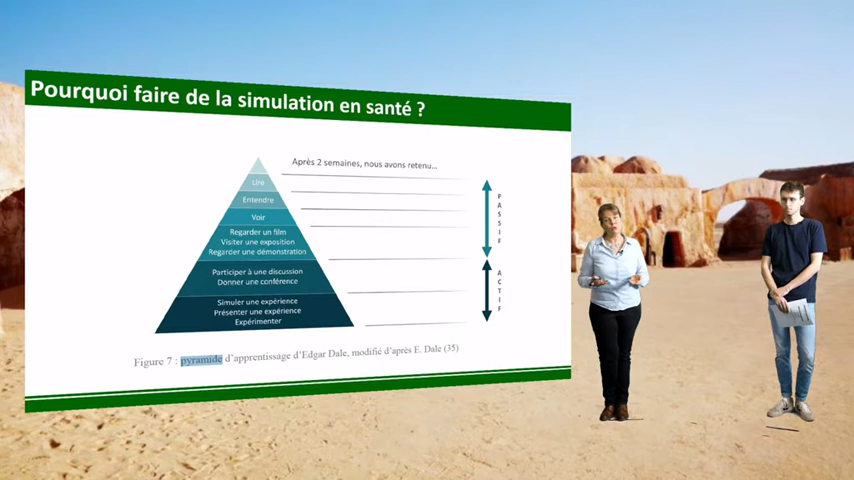 Pourquoi faire de la simulation en santé ?
Après 2 semaines, nous avons retenu...
Lire
Entendre
Voir
Regarder un film
Visiter une exposition
Regarder une démonstration
Participer à une discussion
Donner une conférence
Simuler une expérience
Présenter une expérience
Expérimenter
PASSIF
ACTIF
Figure 7 : pyramide d'apprentissage d'Edgar Dale, modifié d'après E. Dale (35)